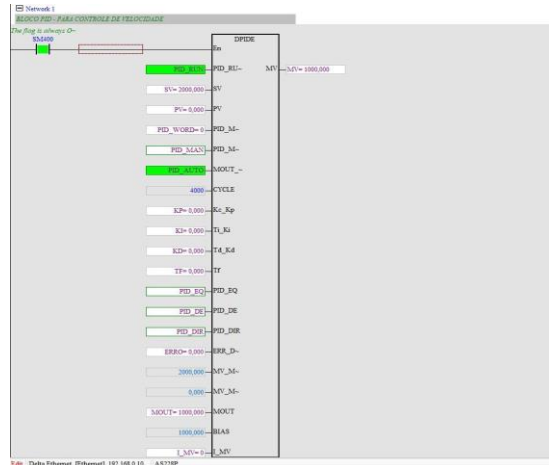 Network 1
BLOCO PID - PARA CONTROLE DE VELOCIDADE
The flag is always O~
SM400
DPIDE
En
PID_RUN PID_RU~ MV MV= 1000,000
SV= 2000,000 SV
PV= 0,000 PV
PID_WORD= 0 PID_M~
PID_MAN PID_M~
PID_AUTO MOUT_~
4000 CYCLE
KP= 0,000 Kc_Kp
KI= 0,000 Ti_Ki
KD= 0,000 Td_Kd
TF= 0,000 Tf
PID_EQ PID_EQ
PID_DE PID_DE
PID_DIR PID_DIR
ERRO= 0,000 ERR_D~
2000,000 MV_M~
0,000 MV_M~
MOUT= 1000,000 MOUT
1000,000 BIAS
I_MV= 0 I_MV
Delta Ethernet, [Ethernet], 192.168.0.10 AS228P